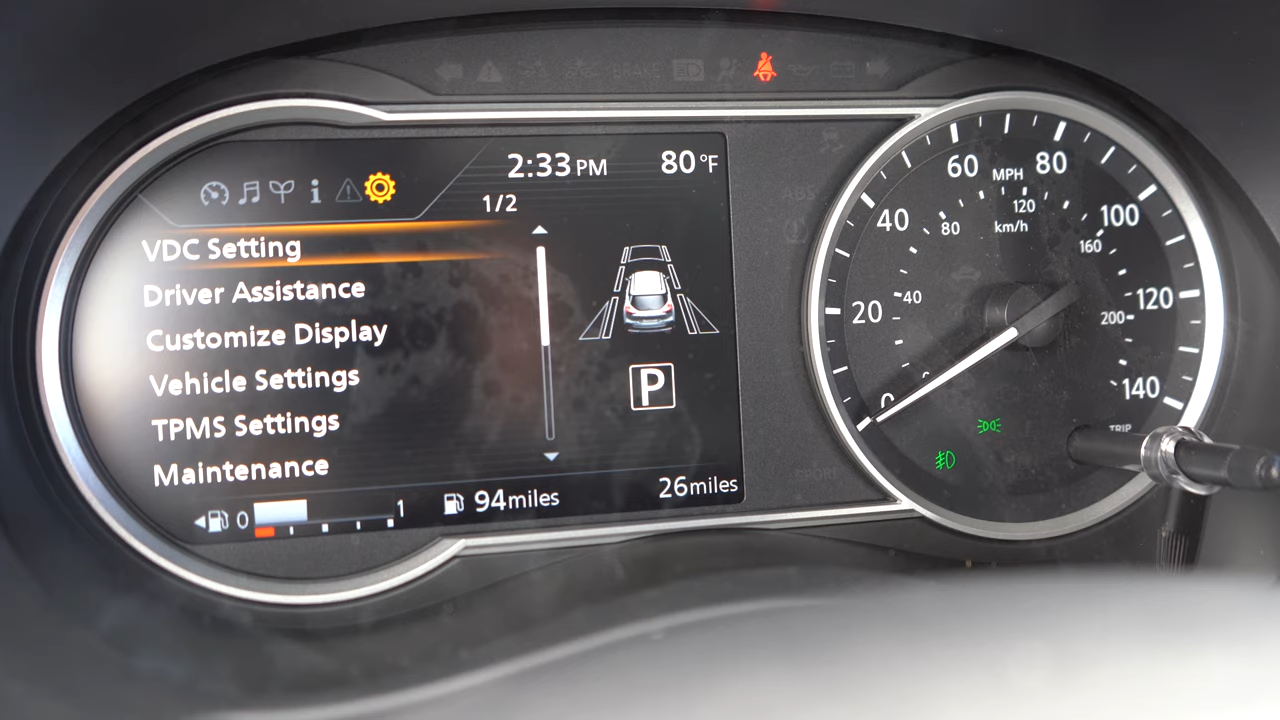 BRAKE
2:33 PM 80°F
1/2
VDC Setting
Driver Assistance
Customize Display
Vehicle Settings
TPMS Settings
Maintenance
P
0 1 94miles 26miles
ABS
SPORT
0 20 40 60 80 100 120 140
MPH
40 80 120 160 200
km/h
TRIP